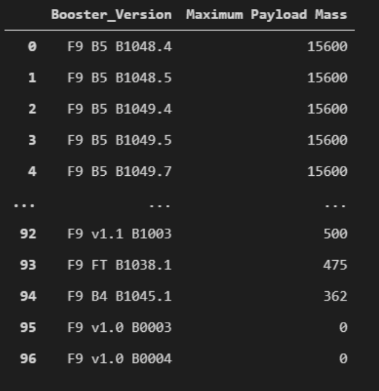 Booster_Version Maximum Payload Mass
0 F9 B5 B1048.4 15600
1 F9 B5 B1048.5 15600
2 F9 B5 B1049.4 15600
3 F9 B5 B1049.5 15600
4 F9 B5 B1049.7 15600
... ... ...
92 F9 v1.1 B1003 500
93 F9 FT B1038.1 475
94 F9 B4 B1045.1 362
95 F9 v1.0 B0003 0
96 F9 v1.0 B0004 0